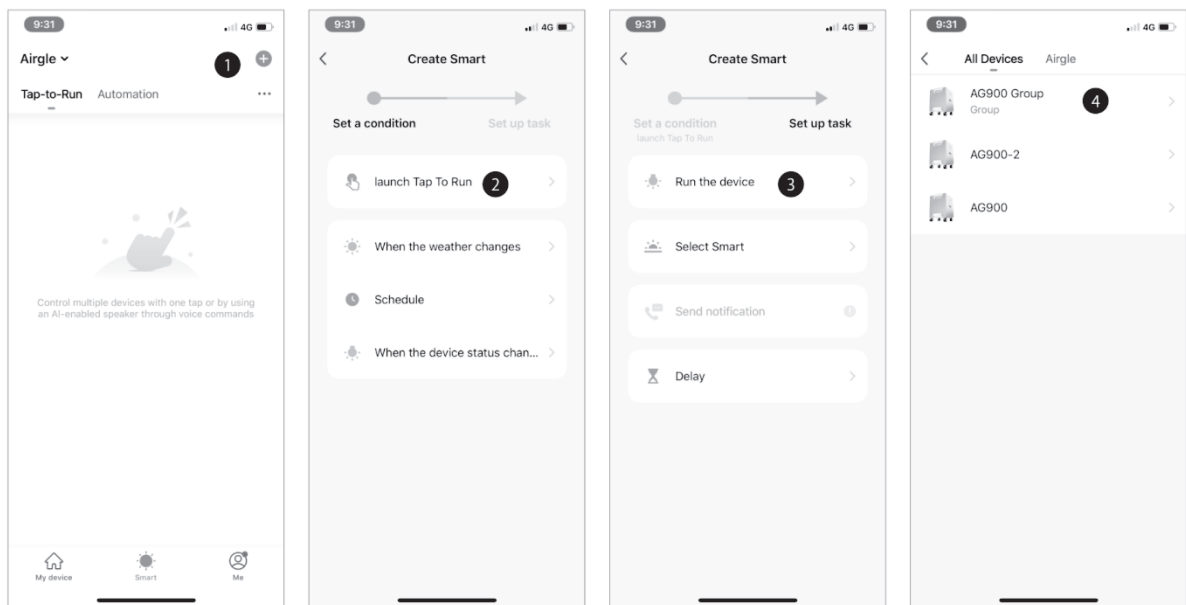 9:31
4G
Airgle
1
Tap-to-Run Automation
Control multiple devices with one tap or by using
an AI-enabled speaker through voice commands
My device
Smart
Me
9:31
4G
Create Smart
Set a condition
Set up task
launch Tap To Run
2
When the weather changes
Schedule
When the device status chan...
9:31
4G
Create Smart
Set a condition
launch Tap To Run
Set up task
Run the device
3
Select Smart
Send notification
Delay
9:31
4G
All Devices Airgle
AG900 Group
Group
4
AG900-2
AG900